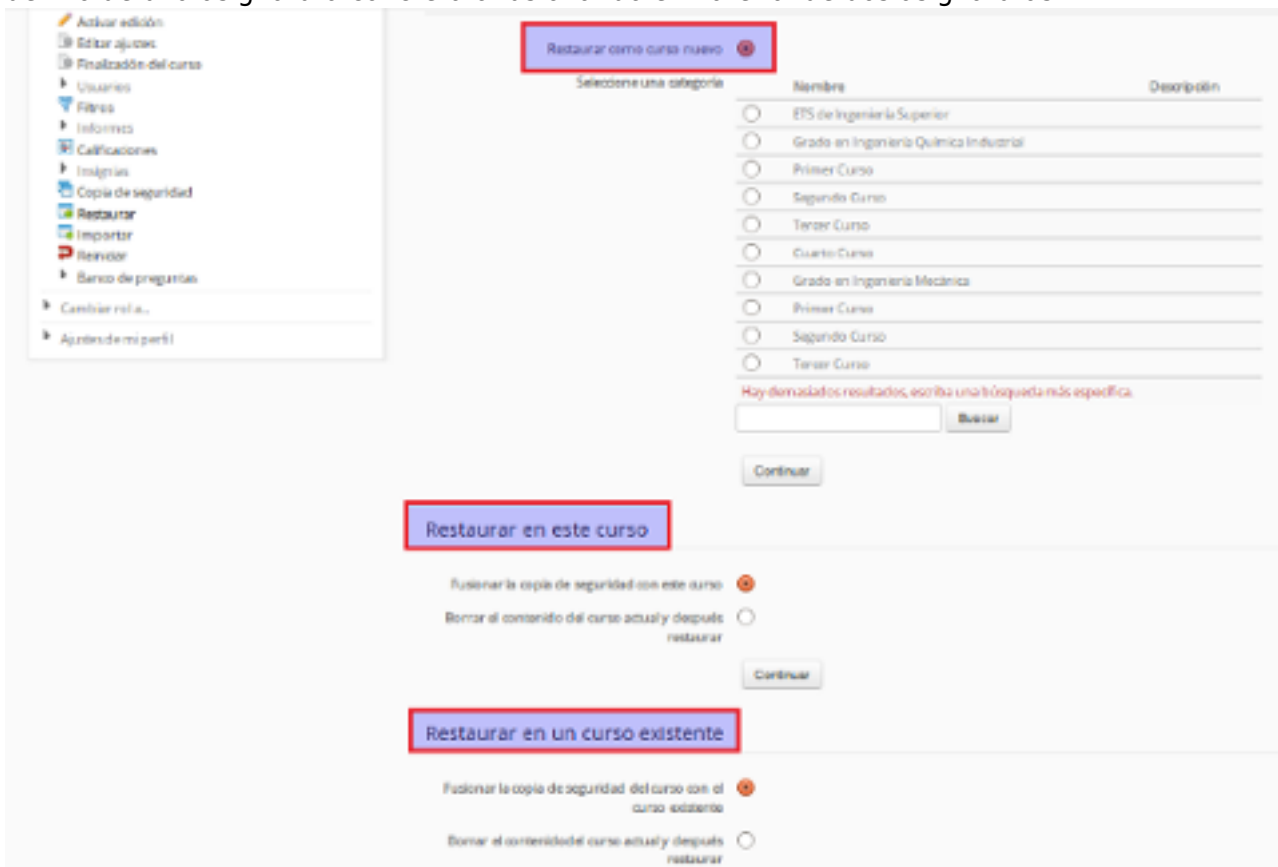 Activar edición
Editar ajustes
Finalización del curso
Usuarios
Filtros
Informes
Calificaciones
Insignias
Copia de seguridad
Restaurar
Importar
Reiniciar
Banco de preguntas
Cambiar rol a...
Ajustes de mi perfil
Restaurar como curso nuevo
Seleccione una categoría
Nombre Descripción
ETS de Ingeniería Superior
Grado en Ingeniería Química Industrial
Primer Curso
Segundo Curso
Tercer Curso
Cuarto Curso
Grado en Ingeniería Mecánica
Primer Curso
Segundo Curso
Tercer Curso
Hay demasiados resultados, escriba una búsqueda más específica.
Buscar
Continuar
Restaurar en este curso
Fusionar la copia de seguridad con este curso
Borrar el contenido del curso actual y después
restaurar
Continuar
Restaurar en un curso existente
Fusionar la copia de seguridad del curso con el
curso existente
Borrar el contenido del curso actual y después
restaurar